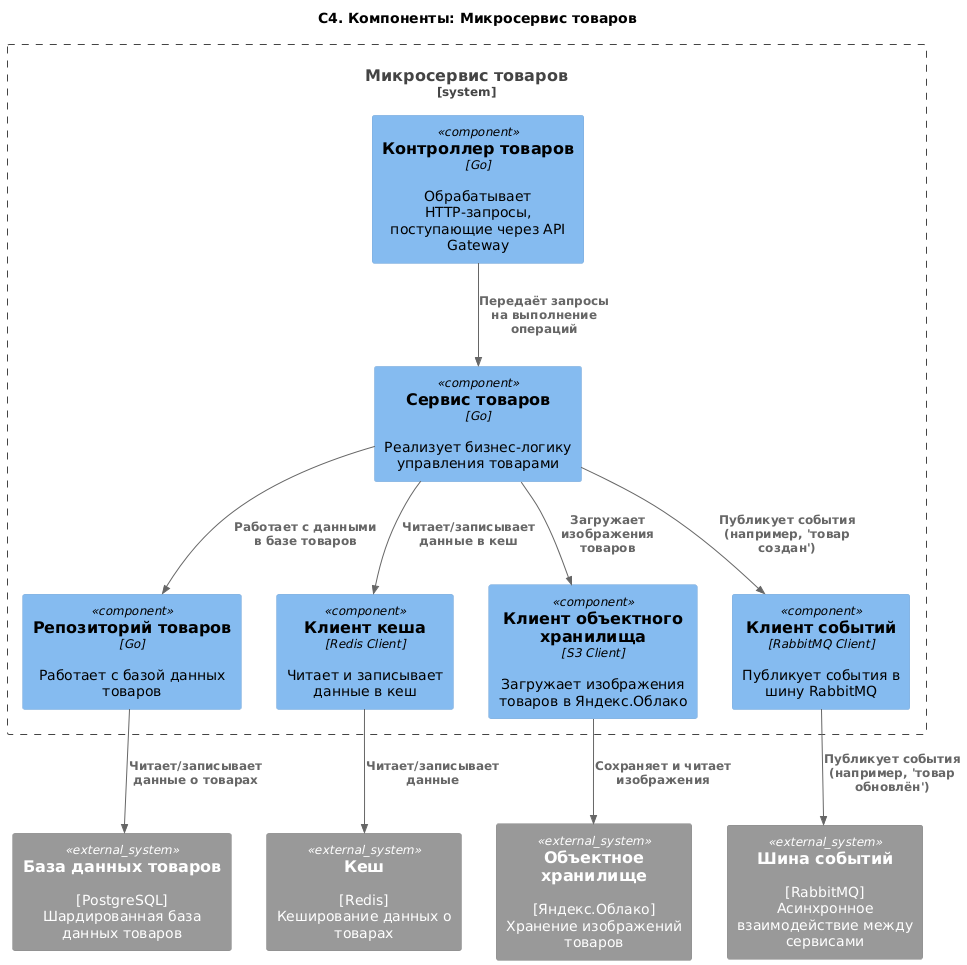 С4. Компоненты: Микросервис товаров
Микросервис товаров
[system]
«component»
Контроллер товаров
[Go]
Обрабатывает
HTTP-запросы,
поступающие через API
Gateway
Передаёт запросы
на выполнение
операций
«component»
Сервис товаров
[Go]
Реализует бизнес-логику
управления товарами
Работает с данными
в базе товаров
Читает/записывает
данные в кеш
Загружает
изображения
товаров
Публикует события
(например, 'товар
создан')
«component»
Репозиторий товаров
[Go]
Работает с базой данных
товаров
«component»
Клиент кеша
[Redis Client]
Читает и записывает
данные в кеш
«component»
Клиент объектного
хранилища
[S3 Client]
Загружает изображения
товаров в Яндекс.Облако
«component»
Клиент событий
[RabbitMQ Client]
Публикует события в
шину RabbitMQ
Читает/записывает
данные о товарах
Читает/записывает
данные
Сохраняет и читает
изображения
Публикует события
(например, 'товар
обновлён')
«external_system»
База данных товаров
[PostgreSQL]
Шардированная база
данных товаров
«external_system»
Кеш
[Redis]
Кеширование данных о
товарах
«external_system»
Объектное
хранилище
[Яндекс.Облако]
Хранение изображений
товаров
«external_system»
Шина событий
[RabbitMQ]
Асинхронное
взаимодействие между
сервисами